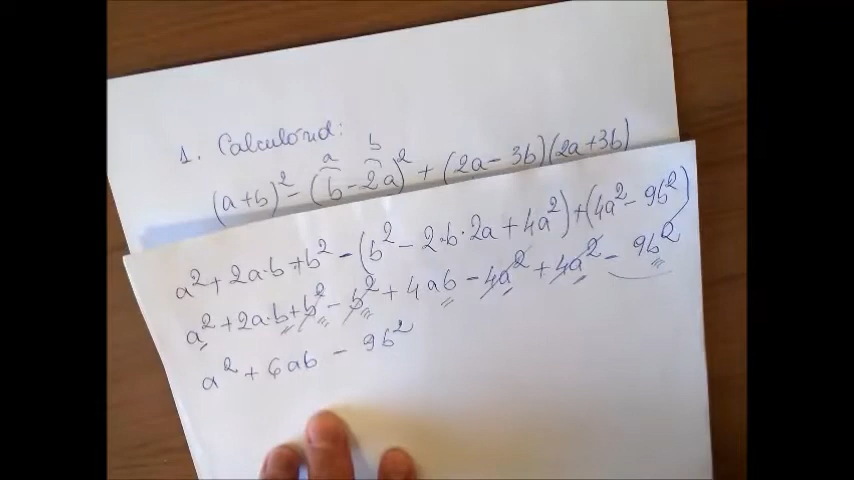 1. Calculând:
a b
(a+b)² - (b-2a)² + (2a-3b)(2a+3b)
a² + 2a·b + b² - (b² - 2·b·2a + 4a²) + (4a² - 9b²)
a² + 2a·b + b² - b² + 4ab - 4a² + 4a² - 9b²
a² + 6ab - 9b²